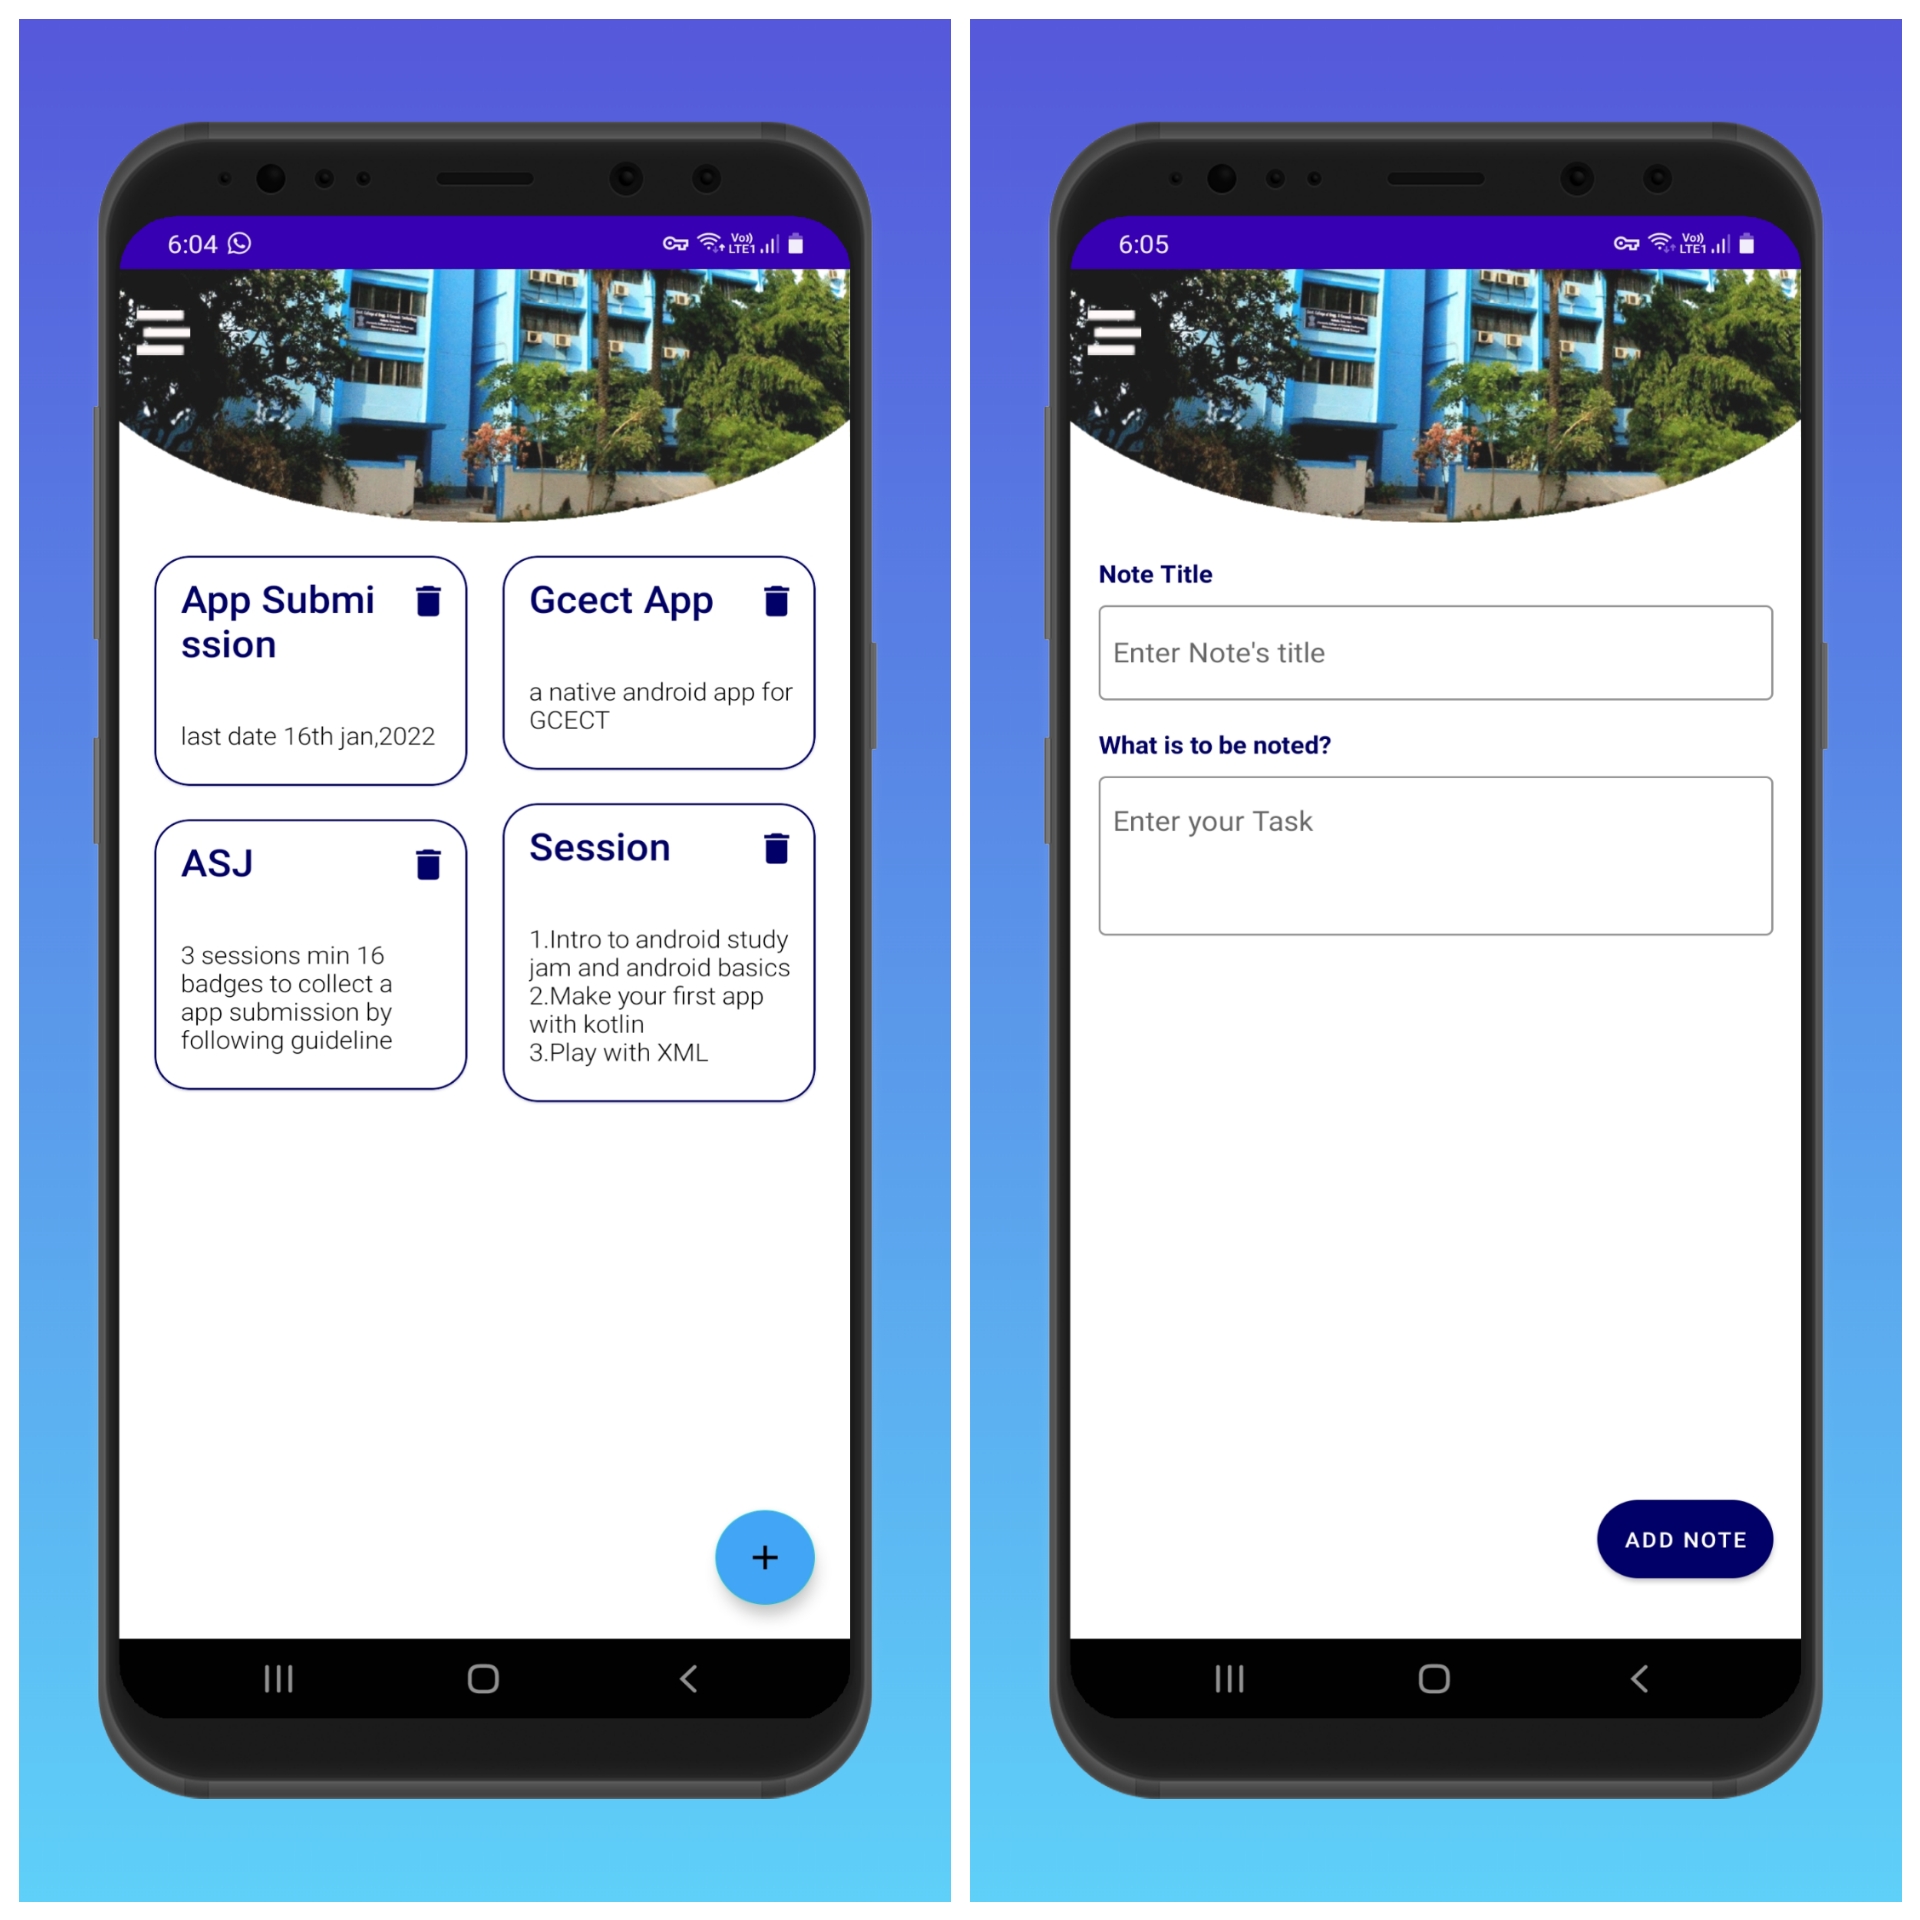 6:04
Vo))
LTE1
App Submi
ssion
last date 16th jan,2022
Gcect App
a native android app for
GCECT
ASJ
3 sessions min 16
badges to collect a
app submission by
following guideline
Session
1.Intro to android study
jam and android basics
2.Make your first app
with kotlin
3.Play with XML
6:05
Vo))
LTE1
Note Title
Enter Note's title
What is to be noted?
Enter your Task
ADD NOTE